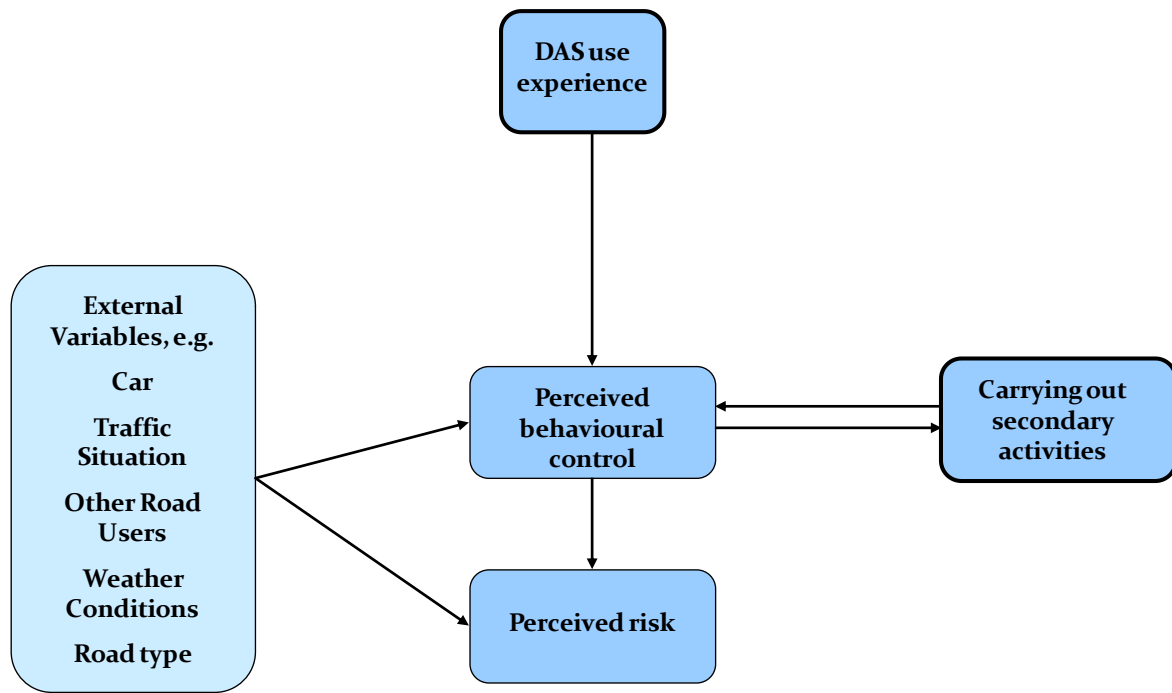 DAS use
experience
External
Variables, e.g.
Car
Traffic
Situation
Other Road
Users
Weather
Conditions
Road type
Perceived
behavioural
control
Carrying out
secondary
activities
Perceived risk